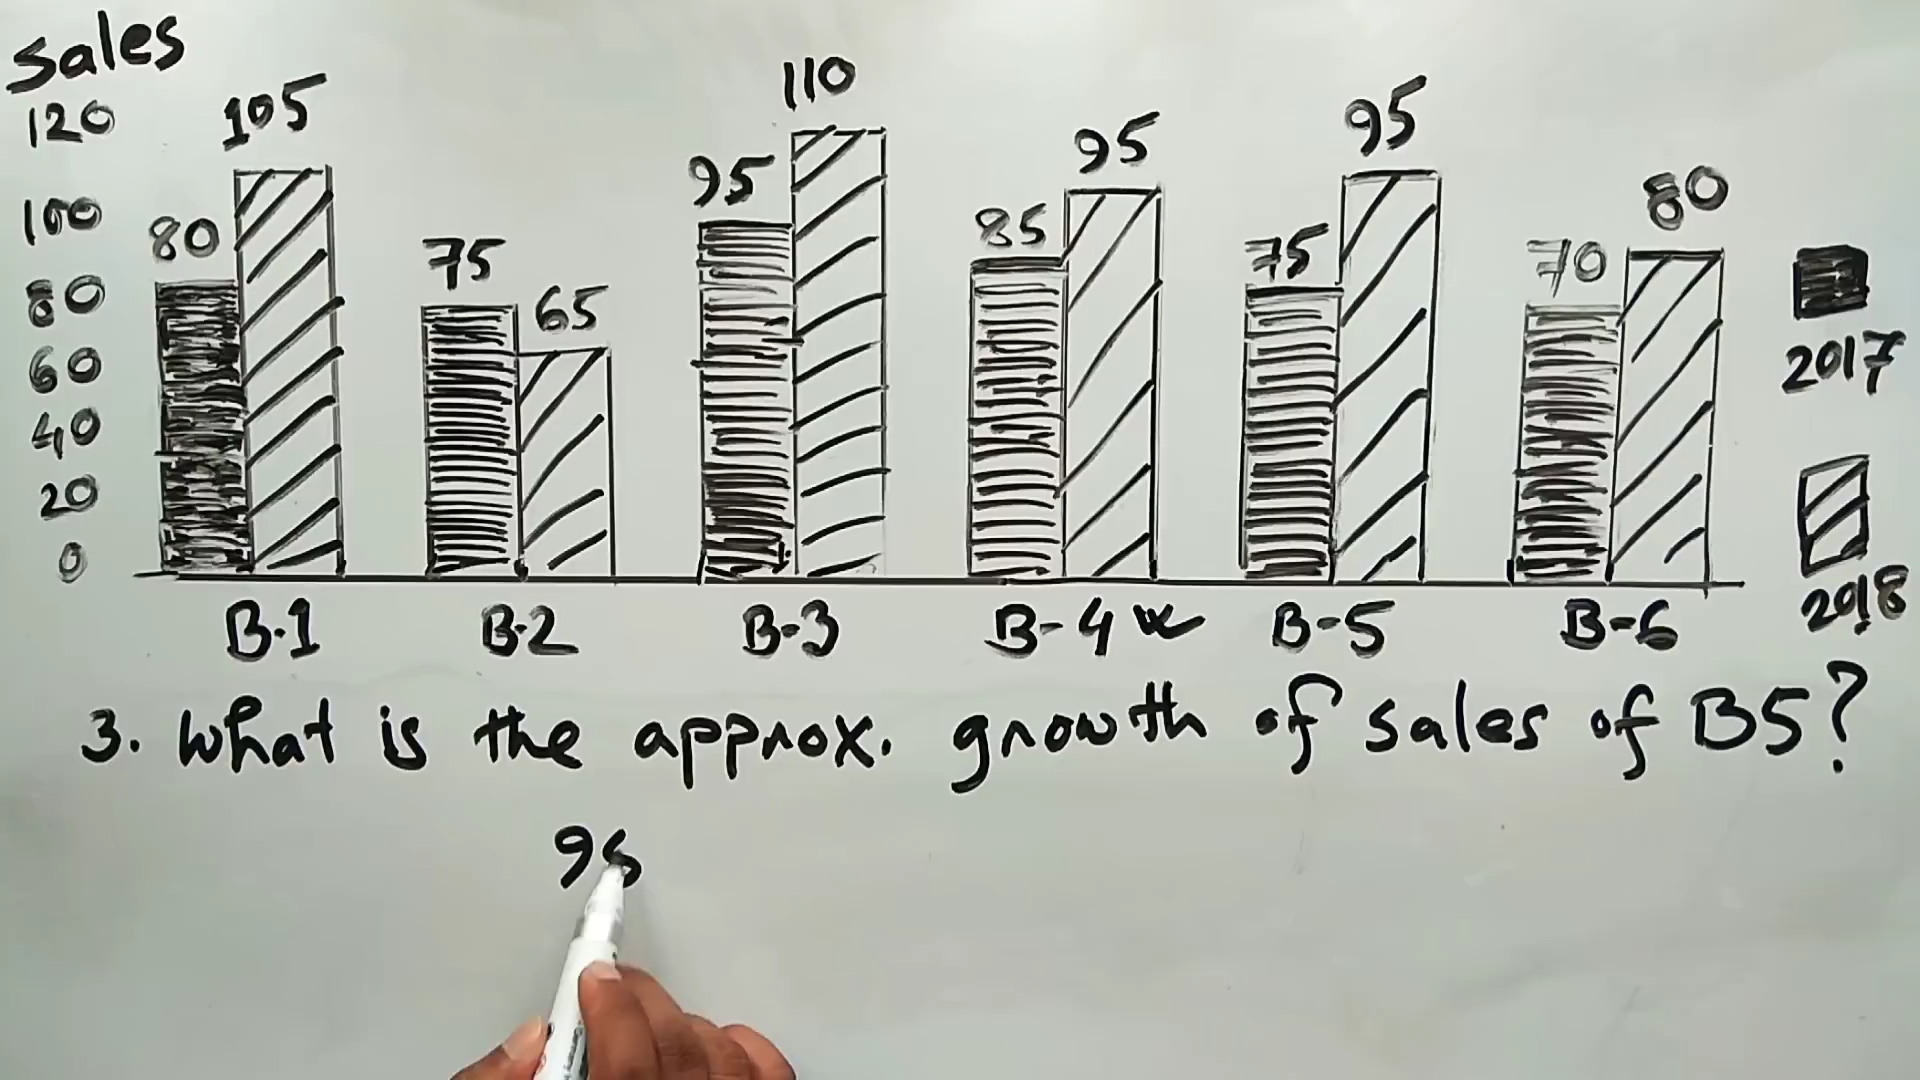 Sales
120
100
80
60
40
20
0
80
105
75
65
95
110
85
95
75
95
70
80
2017
2018
B-1
B-2
B-3
B-4
B-5
B-6
3. What is the approx. growth of sales of B5?
95